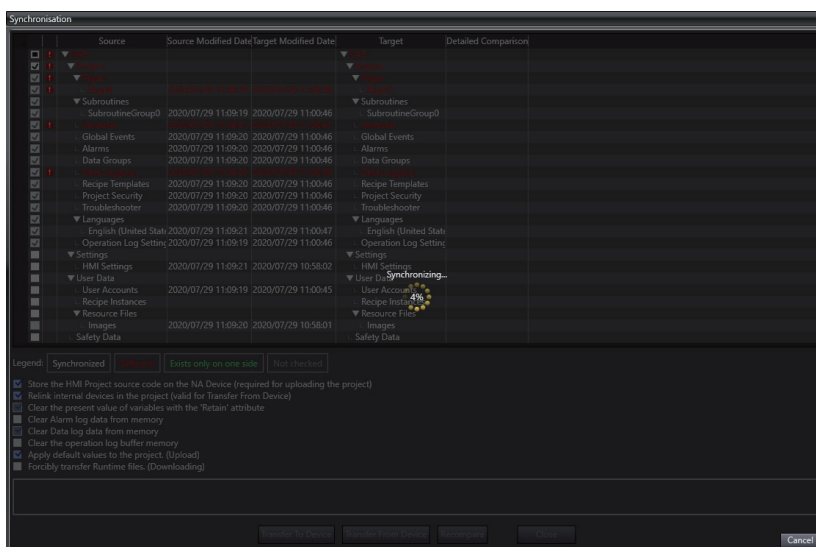 Synchronisation
Source Source Modified Date Target Modified Date Target Detailed Comparison
Subroutines Subroutines
SubroutineGroup0 2020/07/29 11:09:19 2020/07/29 11:00:46 SubroutineGroup0
Global Events 2020/07/29 11:09:20 2020/07/29 11:00:46 Global Events
Alarms 2020/07/29 11:09:20 2020/07/29 11:00:46 Alarms
Data Groups 2020/07/29 11:09:20 2020/07/29 11:00:46 Data Groups
Recipe Templates 2020/07/29 11:09:20 2020/07/29 11:00:46 Recipe Templates
Project Security 2020/07/29 11:09:20 2020/07/29 11:00:46 Project Security
Troubleshooter 2020/07/29 11:09:20 2020/07/29 11:00:46 Troubleshooter
Languages Languages
English (United State 2020/07/29 11:09:21 2020/07/29 11:00:47 English (United State
Operation Log Setting 2020/07/29 11:09:19 2020/07/29 11:00:46 Operation Log Setting
Settings Settings
HMI Settings 2020/07/29 11:09:21 2020/07/29 10:58:02 HMI Settings
Synchronizing...
User Data User Data
User Accounts 2020/07/29 11:09:19 2020/07/29 11:00:45 User Accounts
4%
Recipe Instances Recipe Instances
Resource Files Resource Files
Images 2020/07/29 11:09:20 2020/07/29 10:58:01 Images
Safety Data Safety Data
Legend: Synchronized Exists only on one side Not checked
Store the HMI Project source code on the NA Device (required for uploading the project)
Relink internal devices in the project (valid for Transfer From Device)
Clear the present value of variables with the 'Retain' attribute
Clear Alarm log data from memory
Clear Data log data from memory
Clear the operation log buffer memory
Apply default values to the project. (Upload)
Forcibly transfer Runtime files. (Downloading)
Transfer To Device Transfer From Device Recompare Close
Cancel